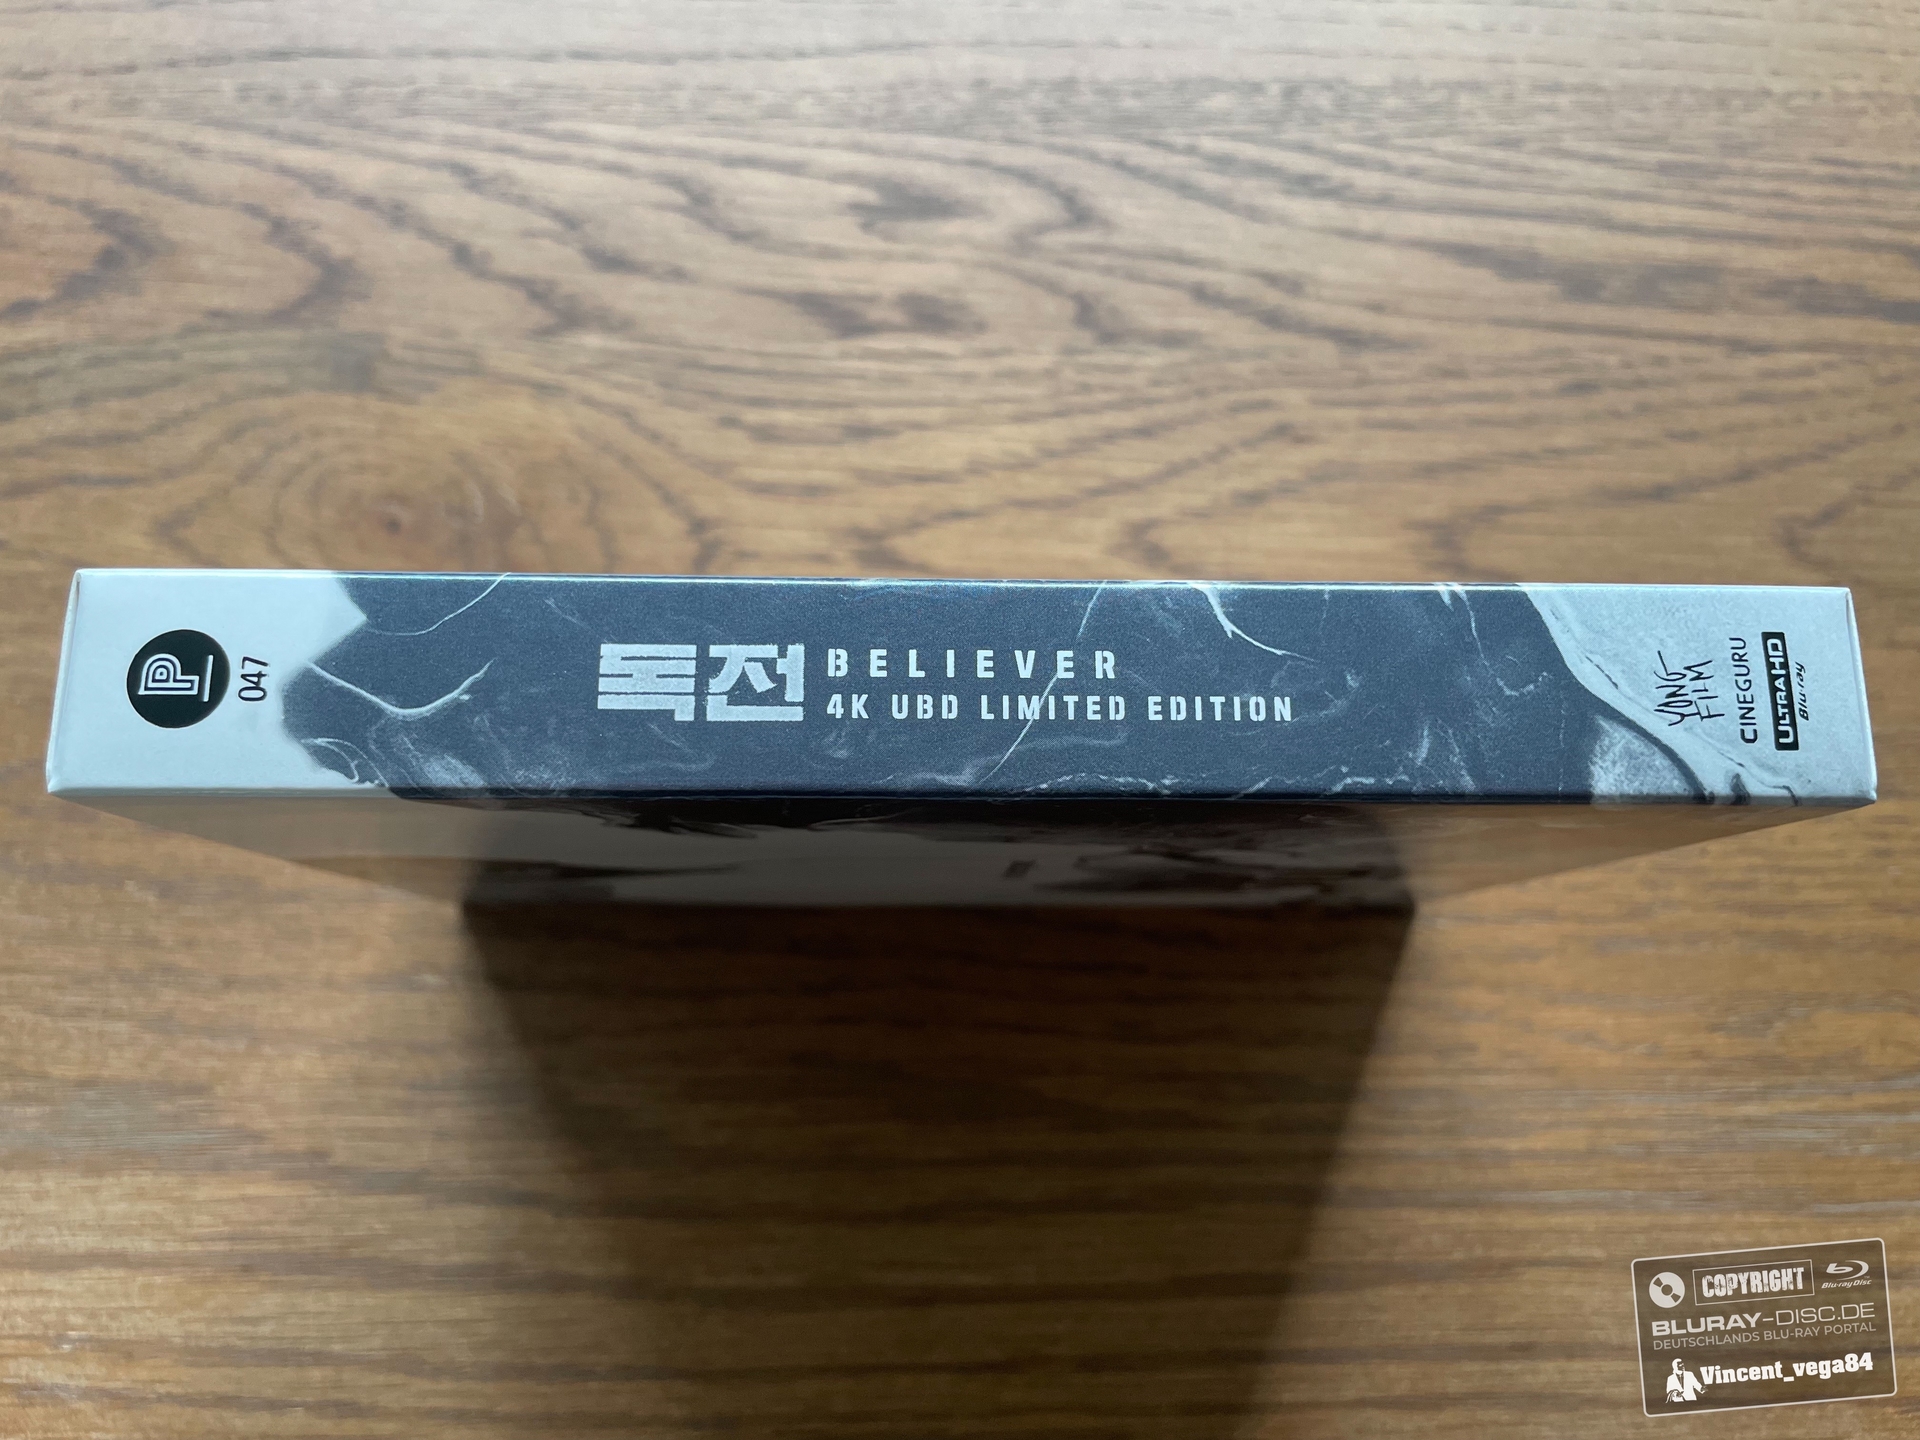 P
047
독전
BELIEVER
4K UBD LIMITED EDITION
YONG FILM
CINEGURU
ULTRA HD
Blu-ray
COPYRIGHT
Blu-ray Disc
BLURAY-DISC.DE
DEUTSCHLANDS BLU-RAY PORTAL
Vincent_vega84